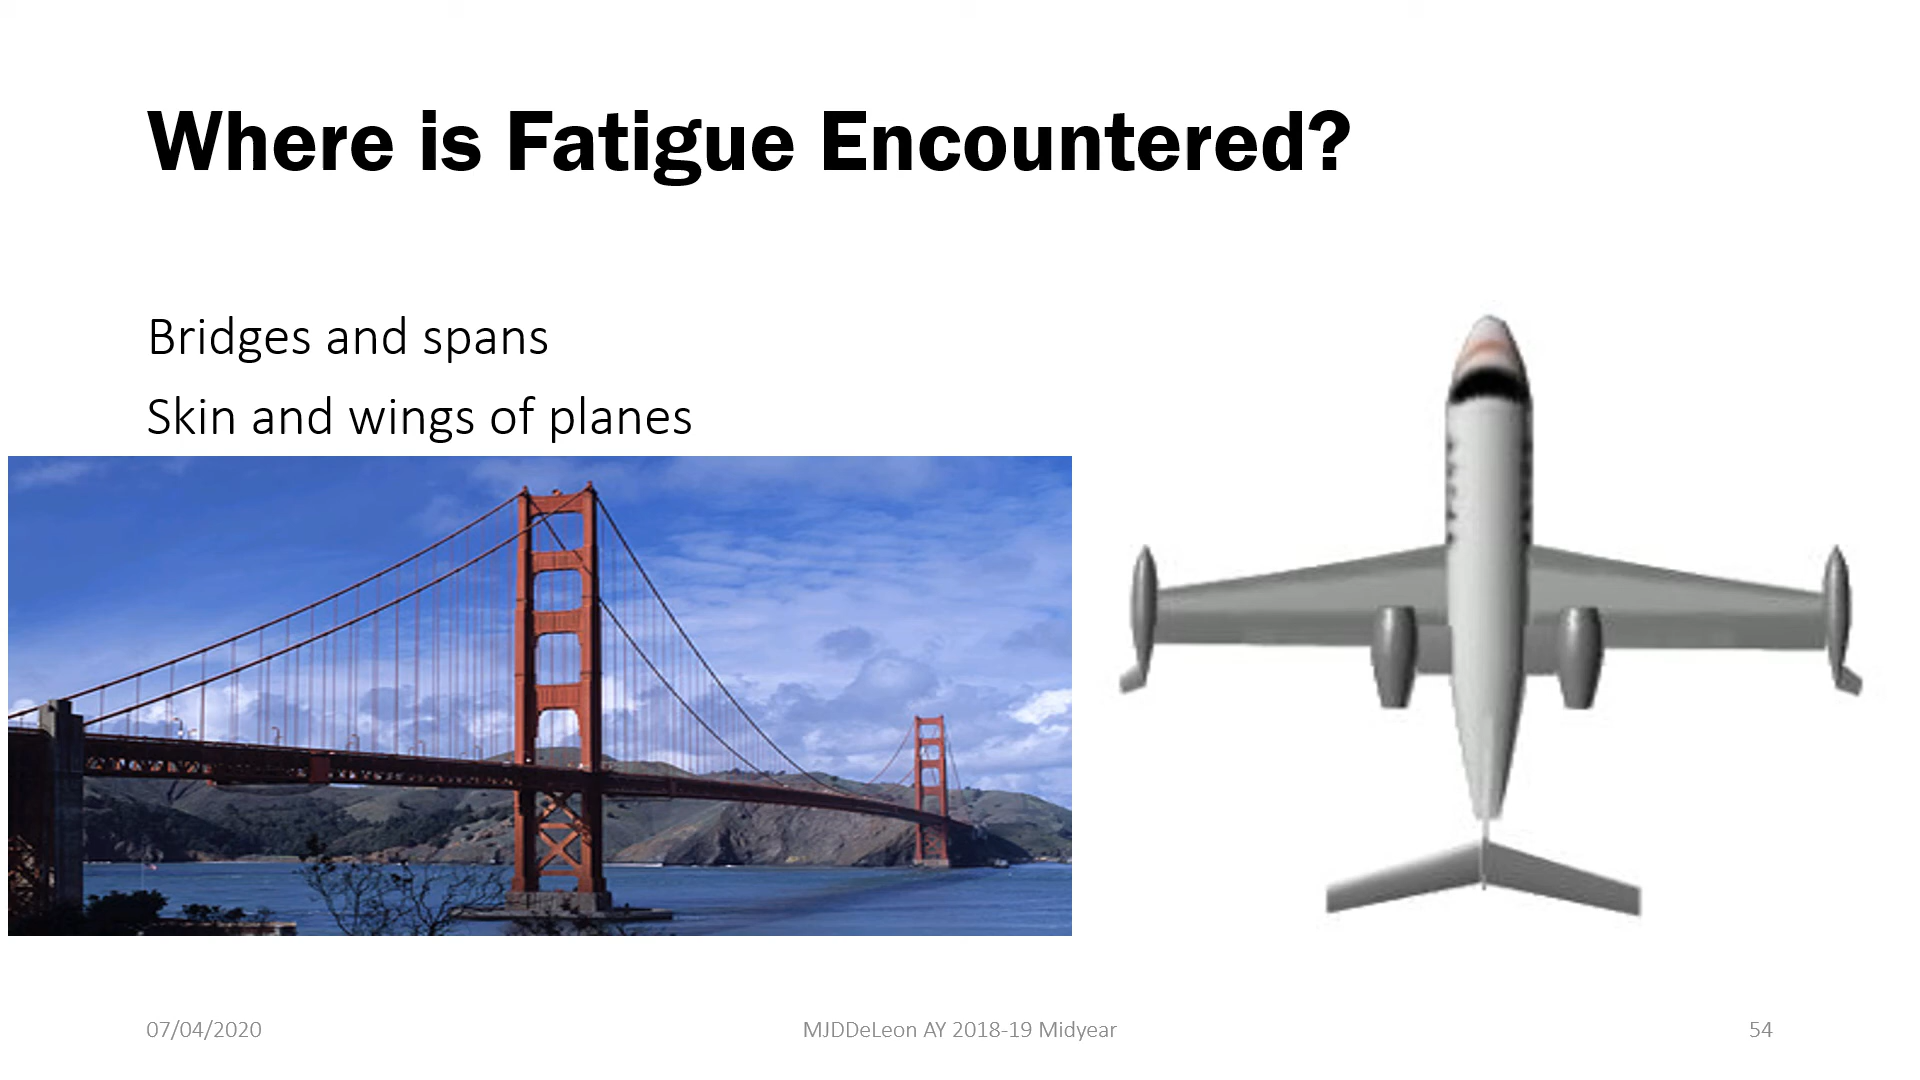 Where is Fatigue Encountered?
Bridges and spans
Skin and wings of planes
07/04/2020
MJDDeLeon AY 2018-19 Midyear
54